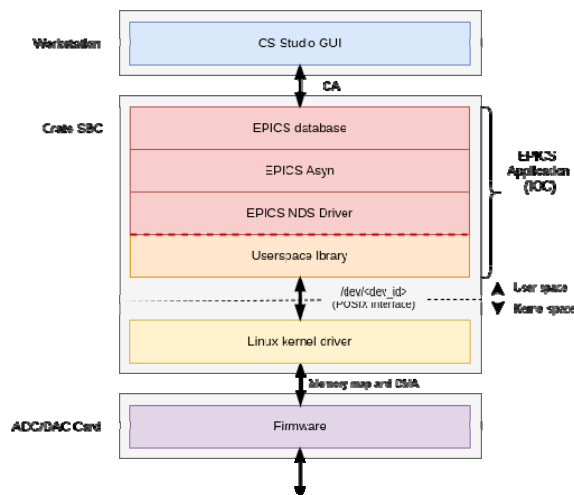 Workstation
CS Studio GUI
CA
Crate SBC
EPICS database
EPICS Asyn
EPICS NDS Driver
Userspace library
EPICS
Application
(IOC)
/dev/<dev_id>
(POSIX interface)
User space
Kernel space
Linux kernel driver
Memory map and DMA
ADC/DAC Card
Firmware